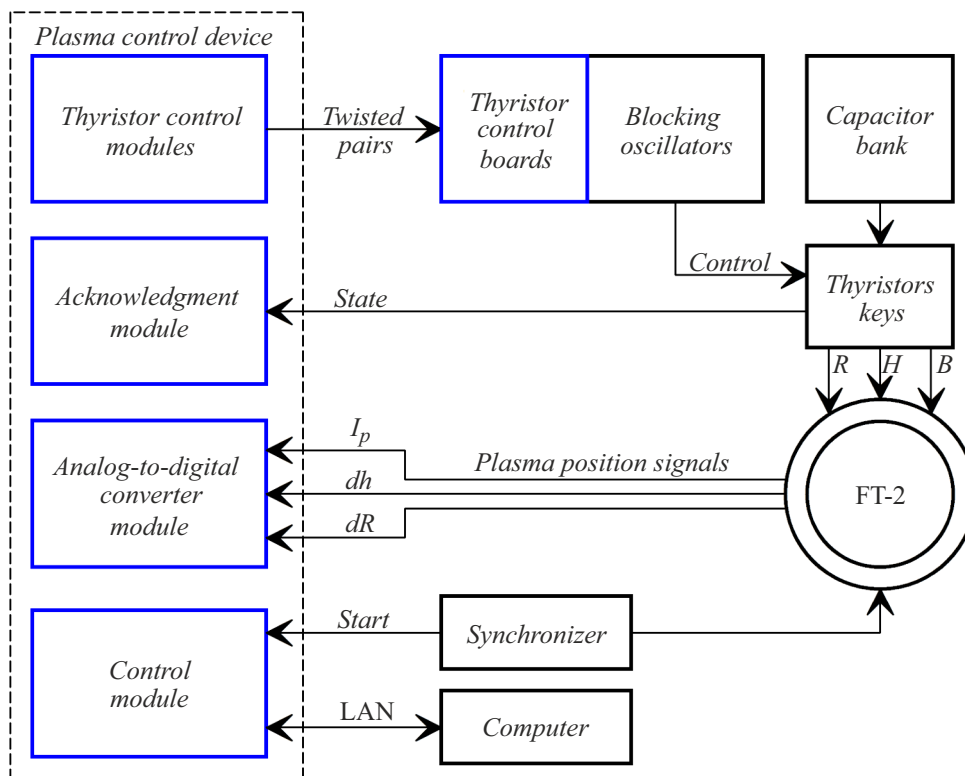 Plasma control device
Thyristor control
modules
Twisted
pairs
Thyristor
control
boards
Blocking
oscillators
Capacitor
bank
Control
Thyristors
keys
Acknowledgment
module
State
R H B
Analog-to-digital
converter
module
I_p
dh
dR
Plasma position signals
FT-2
Control
module
Start
Synchronizer
LAN
Computer